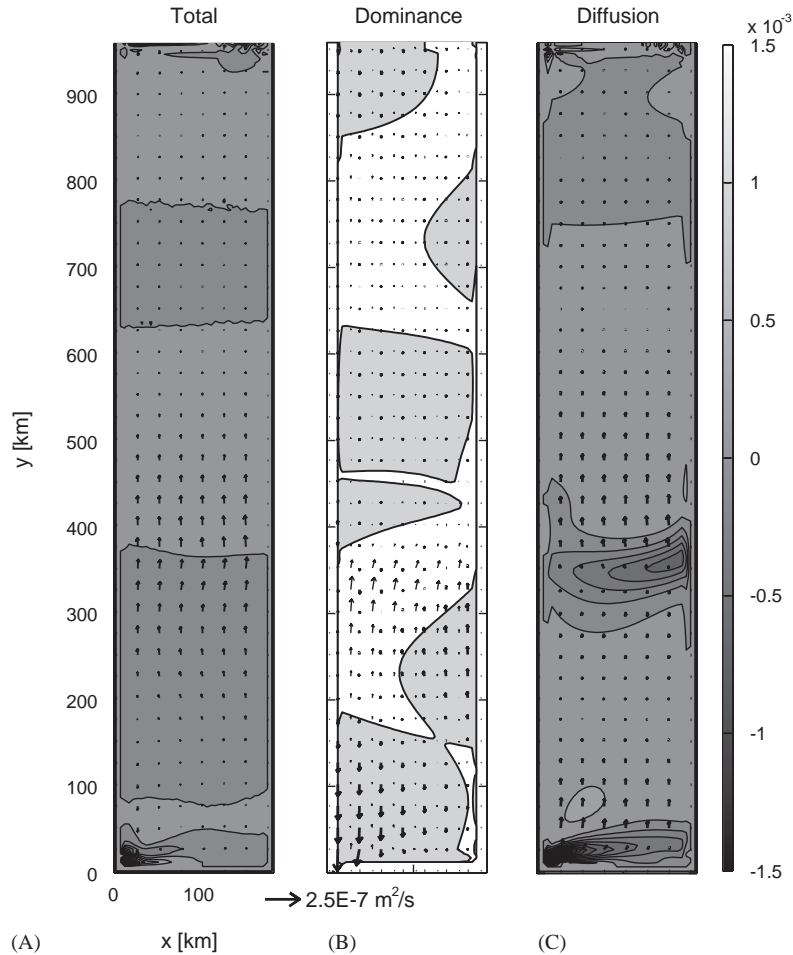 Total
Dominance
Diffusion
x 10-3
1.5
1
0.5
0
-0.5
-1
-1.5
y [km]
900
800
700
600
500
400
300
200
100
0
0 100
2.5E-7 m2/s
x [km]
(A)
(B)
(C)